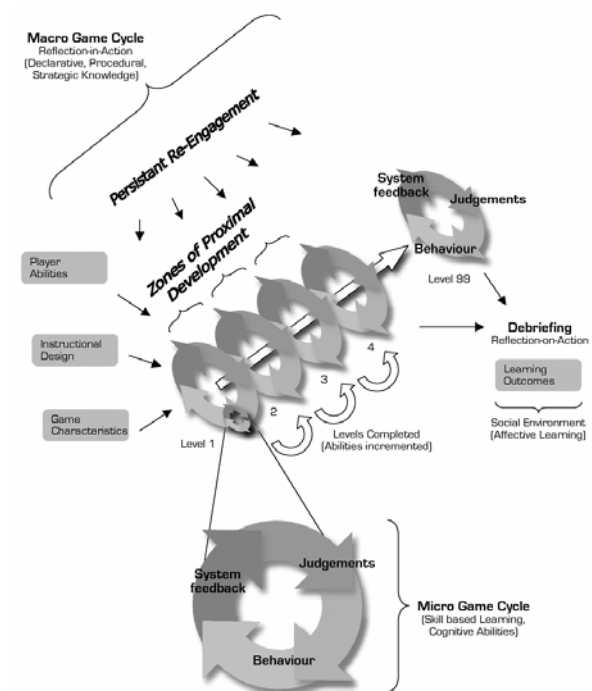 Macro Game Cycle
Reflection-in-Action
(Declarative, Procedural,
Strategic Knowledge)
Persistant Re-Engagement
Zones of Proximal
Development
System
feedback
Judgements
Behaviour
Level 99
Player
Abilities
Instructional
Design
Game
Characteristics
Level 1
2
3
4
Levels Completed
(Abilities incremented)
Debriefing
Reflection-on-Action
Learning
Outcomes
Social Environment
(Affective Learning)
System
feedback
Judgements
Behaviour
Micro Game Cycle
(Skill based Learning,
Cognitive Abilities)